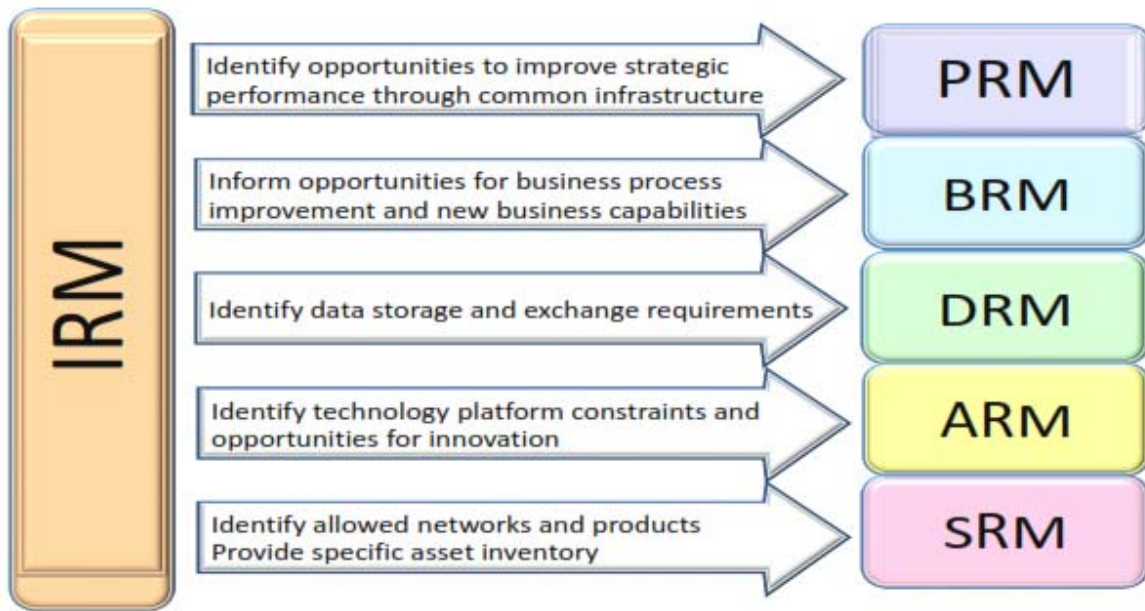 IRM
Identify opportunities to improve strategic
performance through common infrastructure
PRM
Inform opportunities for business process
improvement and new business capabilities
BRM
Identify data storage and exchange requirements
DRM
Identify technology platform constraints and
opportunities for innovation
ARM
Identify allowed networks and products
Provide specific asset inventory
SRM